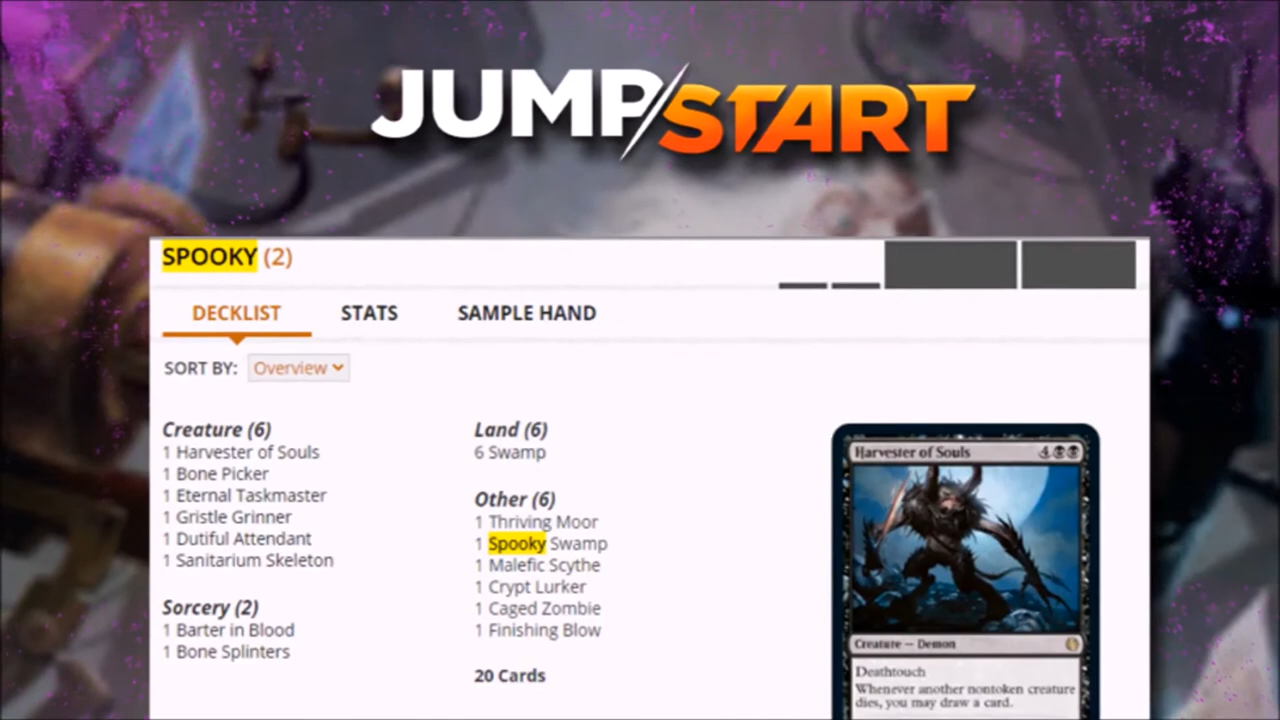 JUMP/START
SPOOKY (2)
DECKLIST STATS SAMPLE HAND
SORT BY: Overview
Creature (6)
1 Harvester of Souls
1 Bone Picker
1 Eternal Taskmaster
1 Gristle Grinner
1 Dutiful Attendant
1 Sanitarium Skeleton
Sorcery (2)
1 Barter in Blood
1 Bone Splinters
Land (6)
6 Swamp
Other (6)
1 Thriving Moor
1 Spooky Swamp
1 Malefic Scythe
1 Crypt Lurker
1 Caged Zombie
1 Finishing Blow
20 Cards
Harvester of Souls 4
Creature — Demon
Deathtouch
Whenever another nontoken creature
dies, you may draw a card.